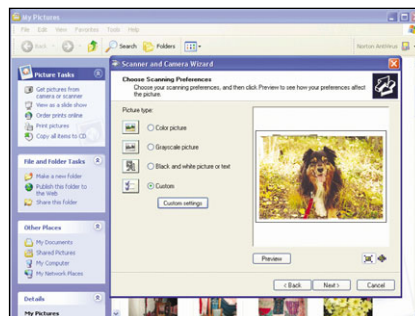 My Pictures
File Edit View Favorites Tools Help
Back Search Folders Norton AntiVirus
Picture Tasks
Get pictures from
camera or scanner
View as a slide show
Order prints online
Print pictures
Copy all items to CD
File and Folder Tasks
Make a new folder
Publish this folder to
the Web
Share this folder
Other Places
My Documents
Shared Pictures
My Computer
My Network Places
Details
My Pictures
Scanner and Camera Wizard
Choose Scanning Preferences
Choose your scanning preferences, and then click Preview to see how your preferences affect
the picture.
Picture type:
Color picture
Grayscale picture
Black and white picture or text
Custom
Custom settings
Preview
< Back Next > Cancel